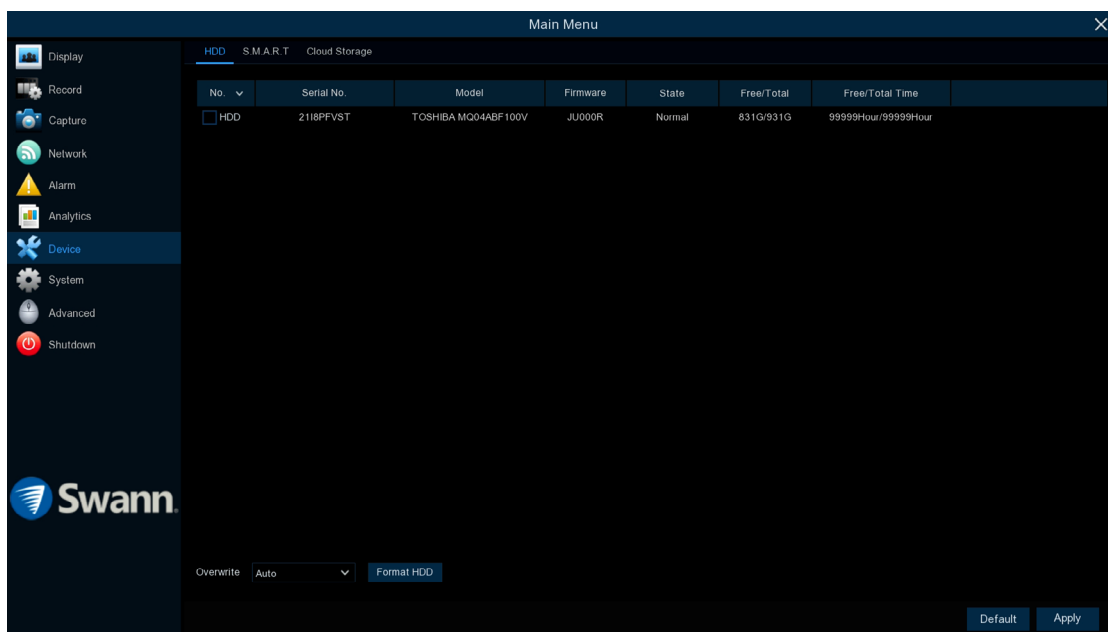 Main Menu
Display
Record
Capture
Network
Alarm
Analytics
Device
System
Advanced
Shutdown
Swann.
HDD S.M.A.R.T Cloud Storage
No. Serial No. Model Firmware State Free/Total Free/Total Time
HDD 21I8PFVST TOSHIBA MQ04ABF100V JU000R Normal 831G/931G 99999Hour/99999Hour
Overwrite Auto Format HDD
Default Apply